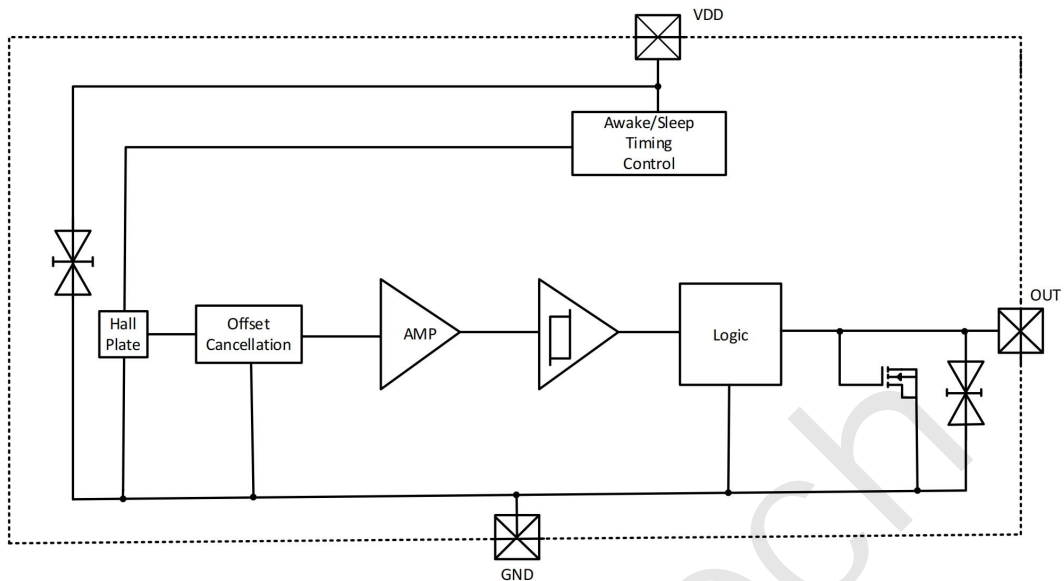 VDD
Awake/Sleep
Timing
Control
OUT
Hall
Plate
Offset
Cancellation
AMP
Logic
GND